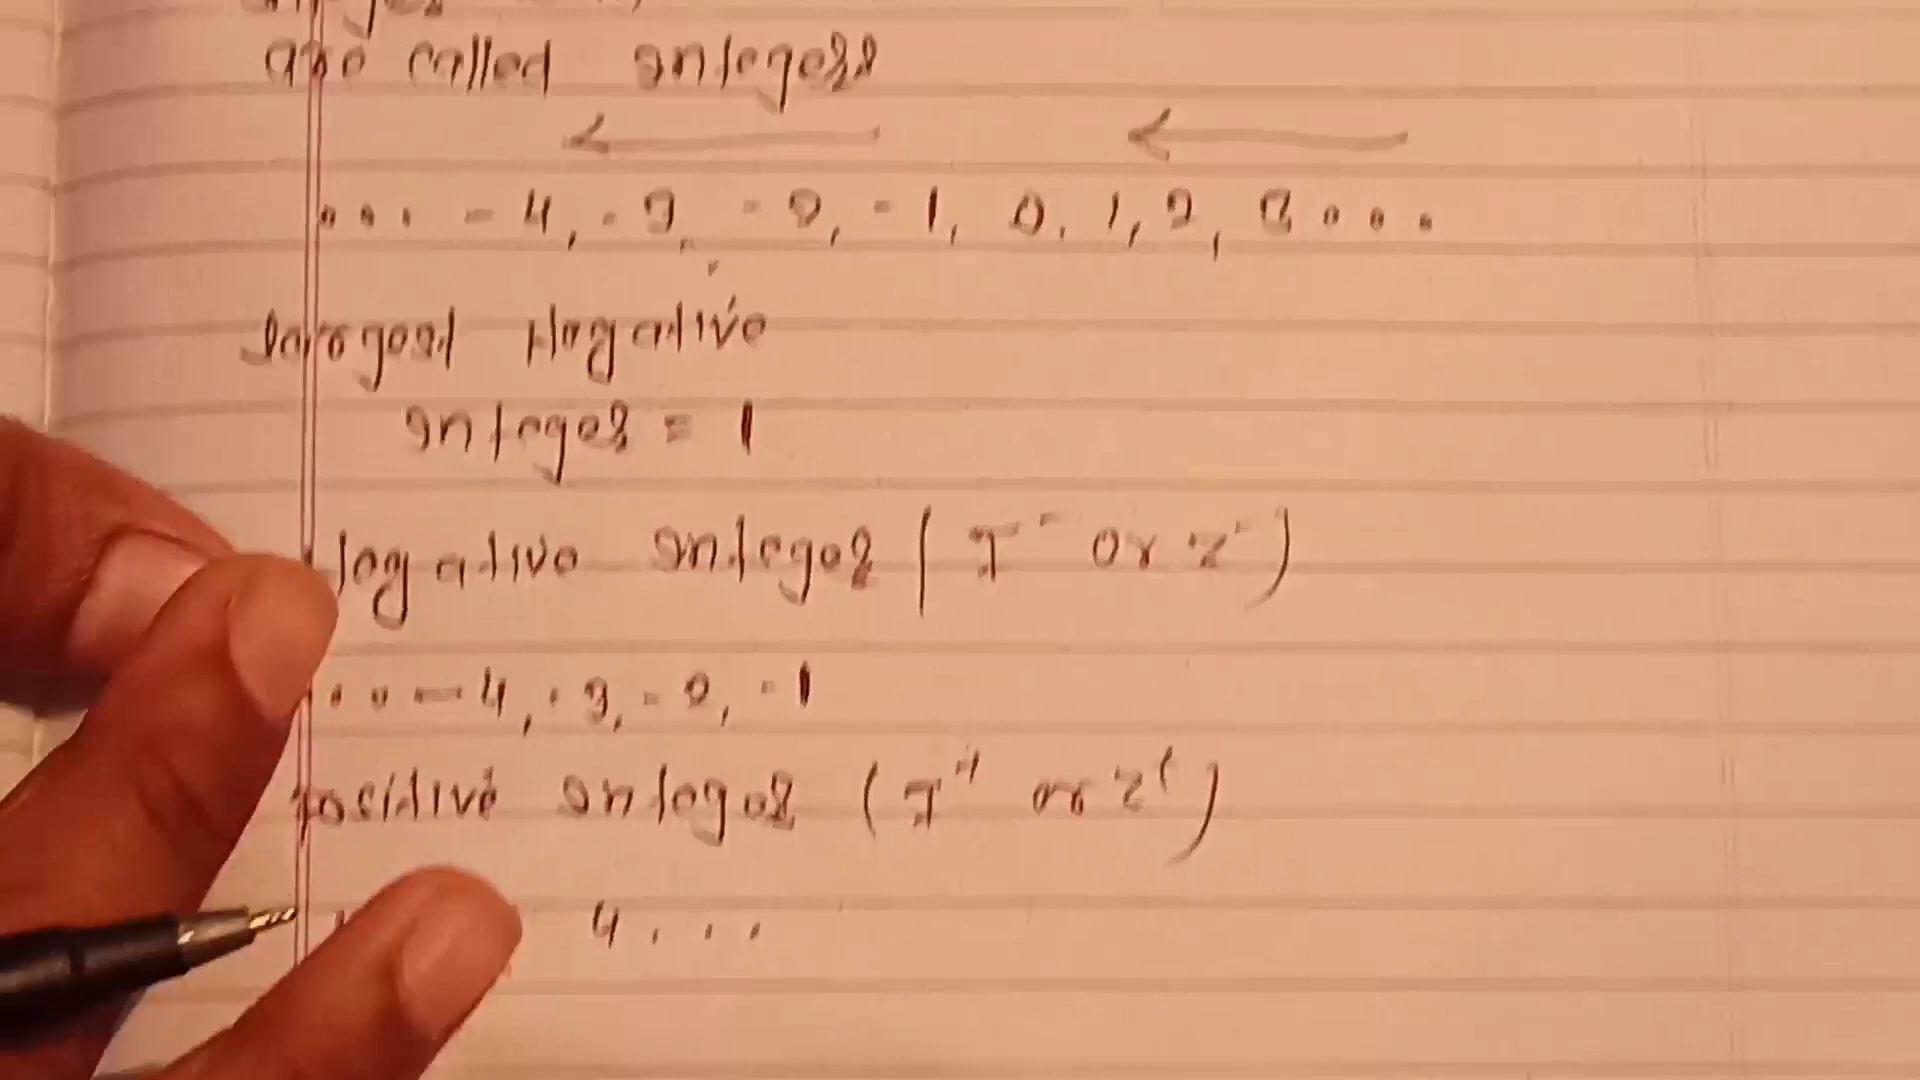 are called Integers
... - 4, - 3, - 2, - 1, 0, 1, 2, 3 ...
largest Negative
Integer = 1
Negative Integer ( I⁻ or Z⁻ )
... - 4, - 3, - 2, - 1
Positive Integer ( I⁺ or Z⁺ )
4 . . .